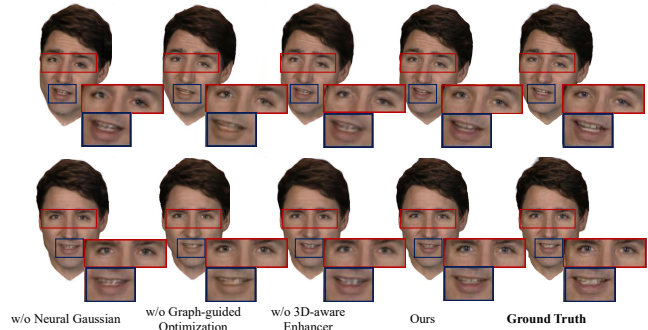 w/o Neural Gaussian
w/o Graph-guided
Optimization
w/o 3D-aware
Enhancer
Ours
Ground Truth